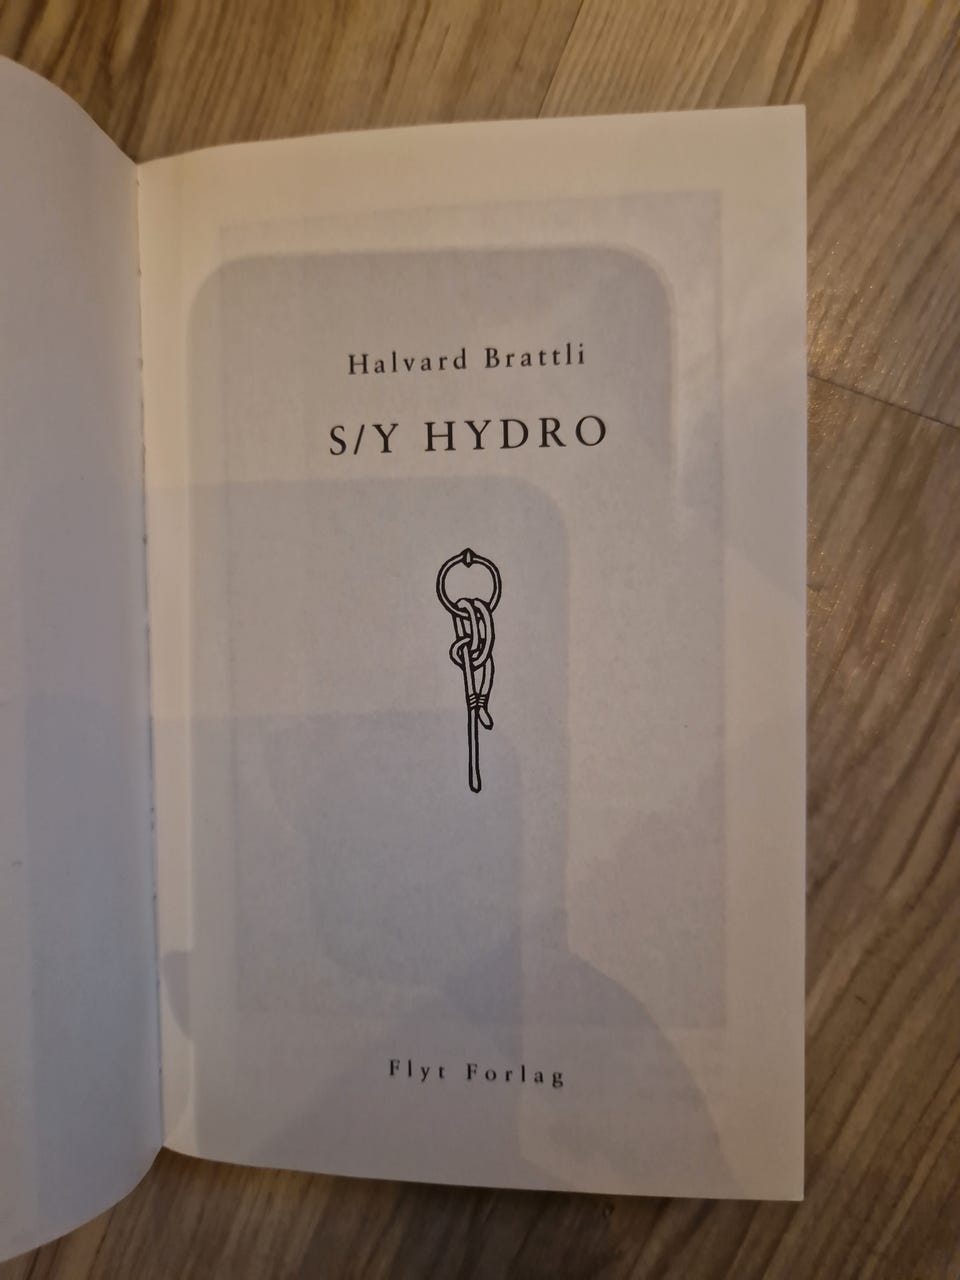 Halvard Brattli
S/Y HYDRO
Flyt Forlag